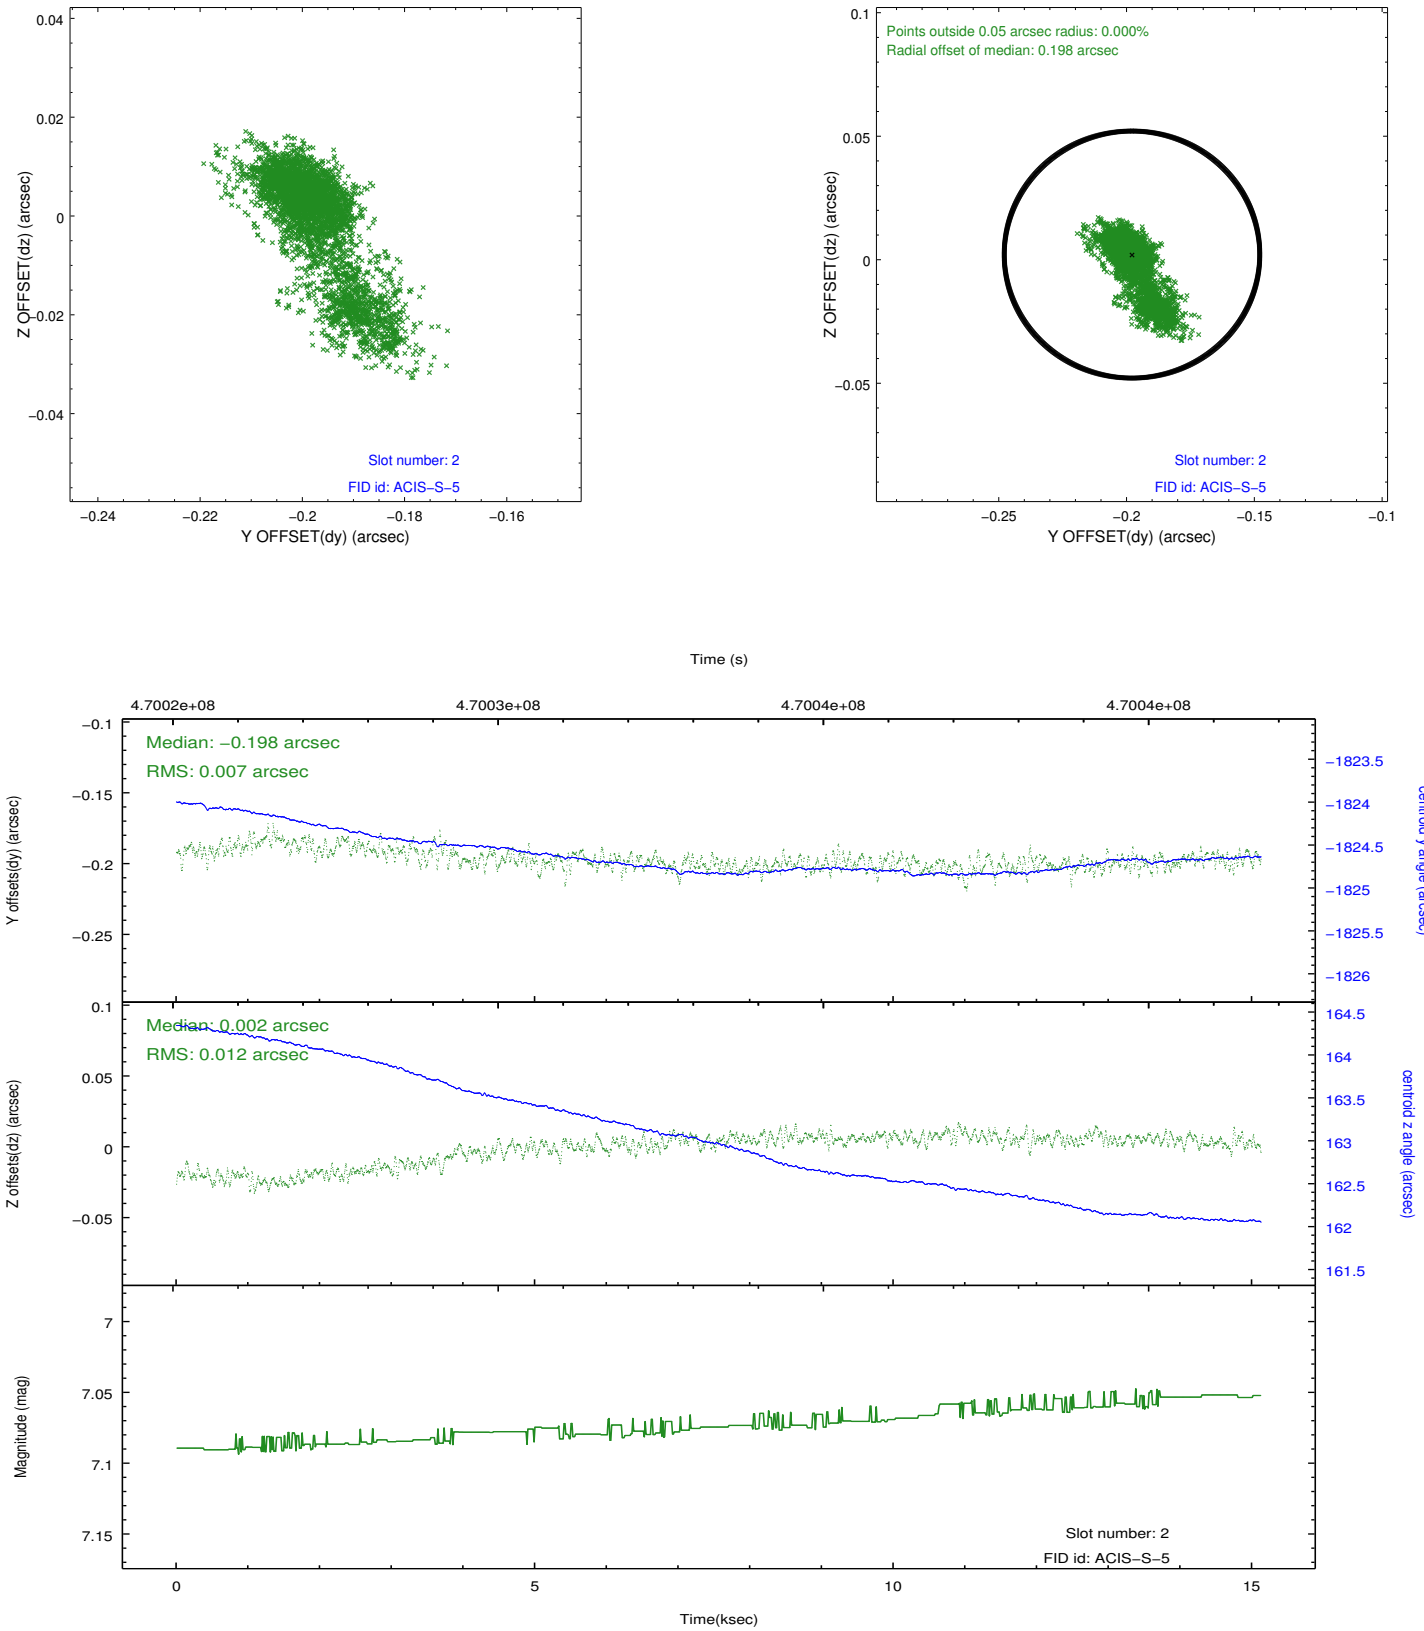 0.04
0.02
0
−0.02
−0.04
Z OFFSET(dz) (arcsec)
Slot number: 2
FID id: ACIS−S−5
−0.24
−0.22
−0.2
−0.18
−0.16
Y OFFSET(dy) (arcsec)
Points outside 0.05 arcsec radius: 0.000%
Radial offset of median: 0.198 arcsec
0.1
0.05
0
−0.05
Z OFFSET(dz) (arcsec)
Slot number: 2
FID id: ACIS−S−5
−0.25
−0.2
−0.15
−0.1
Y OFFSET(dy) (arcsec)
Time (s)
4.7002e+08
4.7003e+08
4.7004e+08
4.7004e+08
Median: −0.198 arcsec
RMS: 0.007 arcsec
−0.1
−0.15
−0.2
−0.25
Y offsets(dy) (arcsec)
−1823.5
−1824
−1824.5
−1825
−1825.5
−1826
centroid y angle (arcsec)
Median: 0.002 arcsec
RMS: 0.012 arcsec
0.1
0.05
0
−0.05
Z offsets(dz) (arcsec)
164.5
164
163.5
163
162.5
162
161.5
centroid z angle (arcsec)
7
7.05
7.1
7.15
Magnitude (mag)
Slot number: 2
FID id: ACIS−S−5
0
5
10
15
Time(ksec)